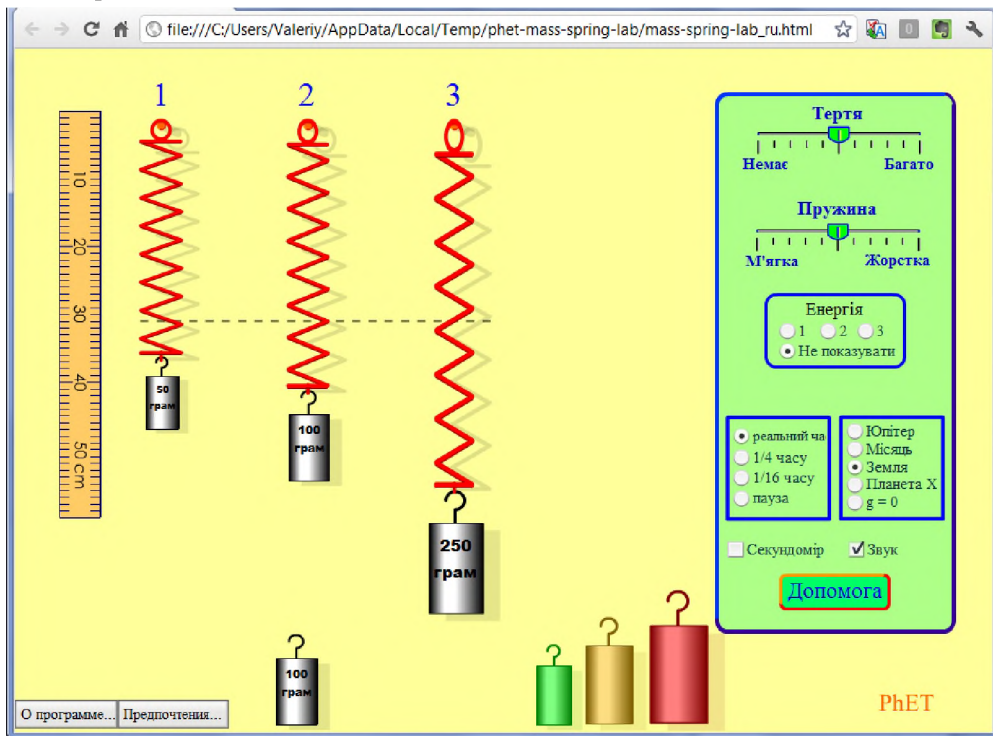 file:///C:/Users/Valeriy/AppData/Local/Temp/phet-mass-spring-lab/mass-spring-lab_ru.html
1 2 3
10
20
30
40
50 cm
50
грам
100
грам
250
грам
100
грам
Тертя
Немає Багато
Пружина
М'ягка Жорстка
Енергія
1 2 3
Не показувати
реальний ча
1/4 часу
1/16 часу
пауза
Юпітер
Місяць
Земля
Планета X
g = 0
Секундомір Звук
Допомога
PhET
О программе... Предпочтения...